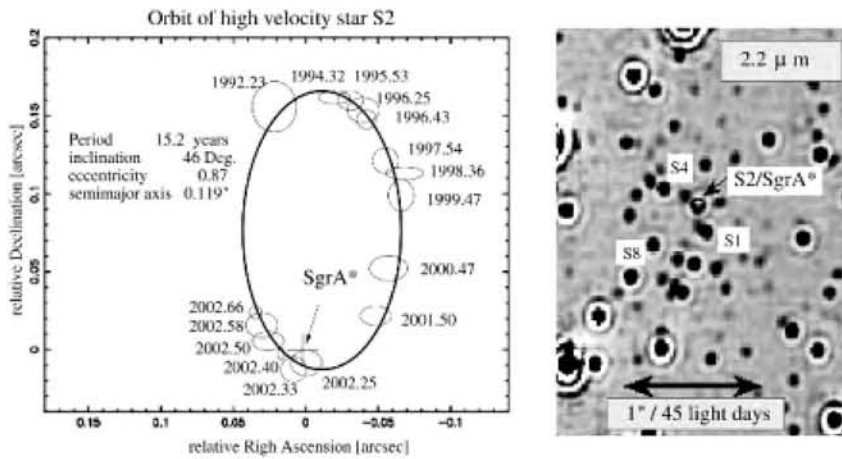 Orbit of high velocity star S2
0.2
0.15
0.1
0.05
0
relative Declination [arcsec]
1992.23
1994.32
1995.53
1996.25
1996.43
1997.54
1998.36
1999.47
2000.47
2001.50
Period 15.2 years
inclination 46 Deg.
eccentricity 0.87
semimajor axis 0.119"
SgrA*
2002.66
2002.58
2002.50
2002.40
2002.33
2002.25
0.15 0.1 0.05 0 -0.05 -0.1
relative Righ Ascension [arcsec]
2.2 μm
S4
S2/SgrA*
S1
S8
1" / 45 light days